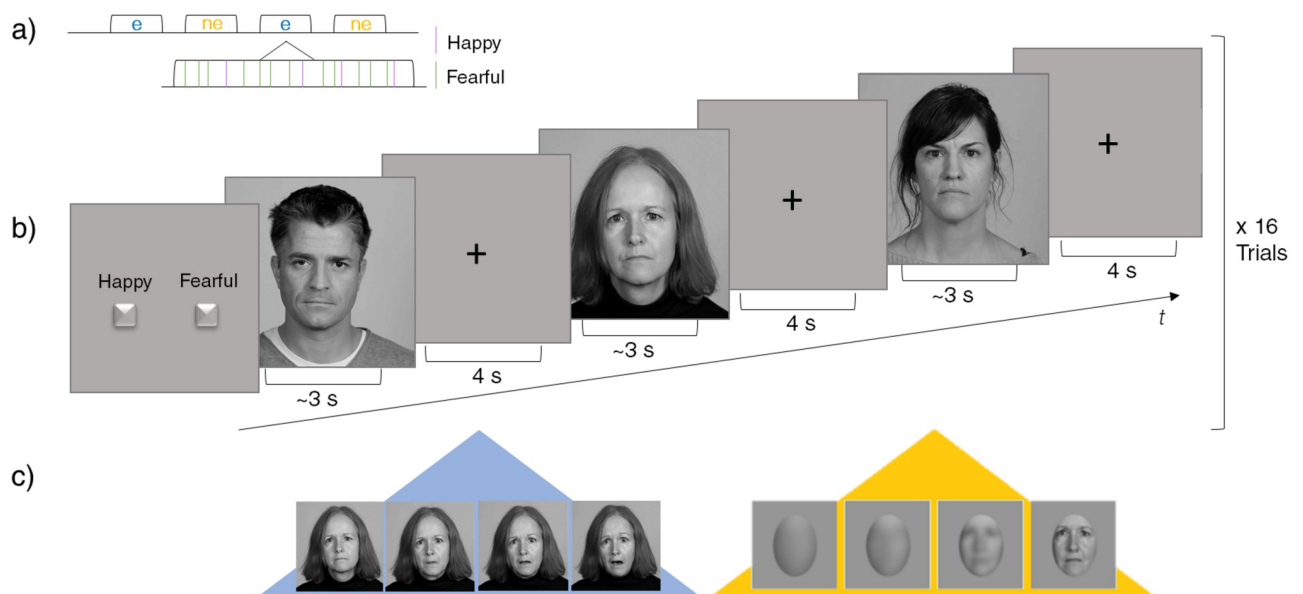 a)
e ne e ne
Happy
Fearful
b)
Happy Fearful
+
+
+
~3 s
4 s
~3 s
4 s
~3 s
4 s
t
x 16
Trials
c)